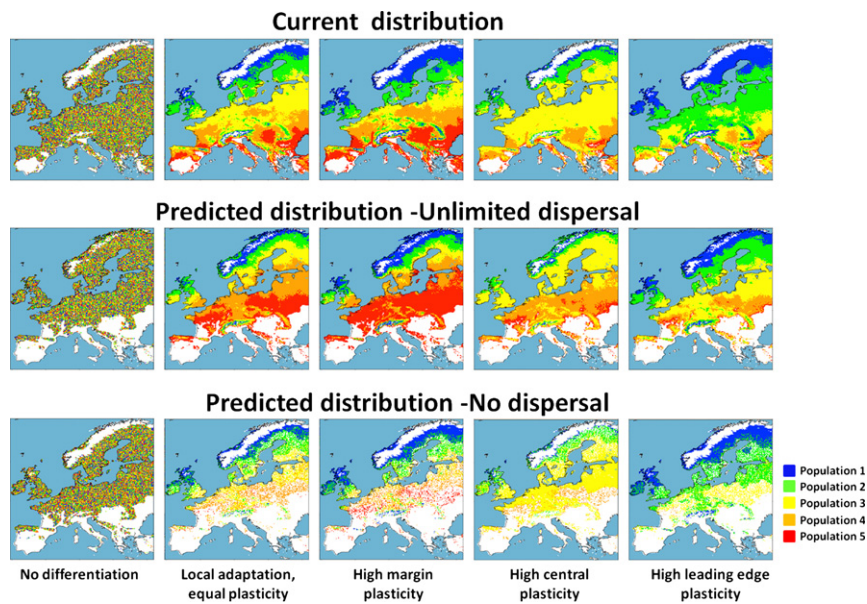 Current distribution
Predicted distribution -Unlimited dispersal
Predicted distribution -No dispersal
Population 1
Population 2
Population 3
Population 4
Population 5
No differentiation
Local adaptation,
equal plasticity
High margin
plasticity
High central
plasticity
High leading edge
plasticity